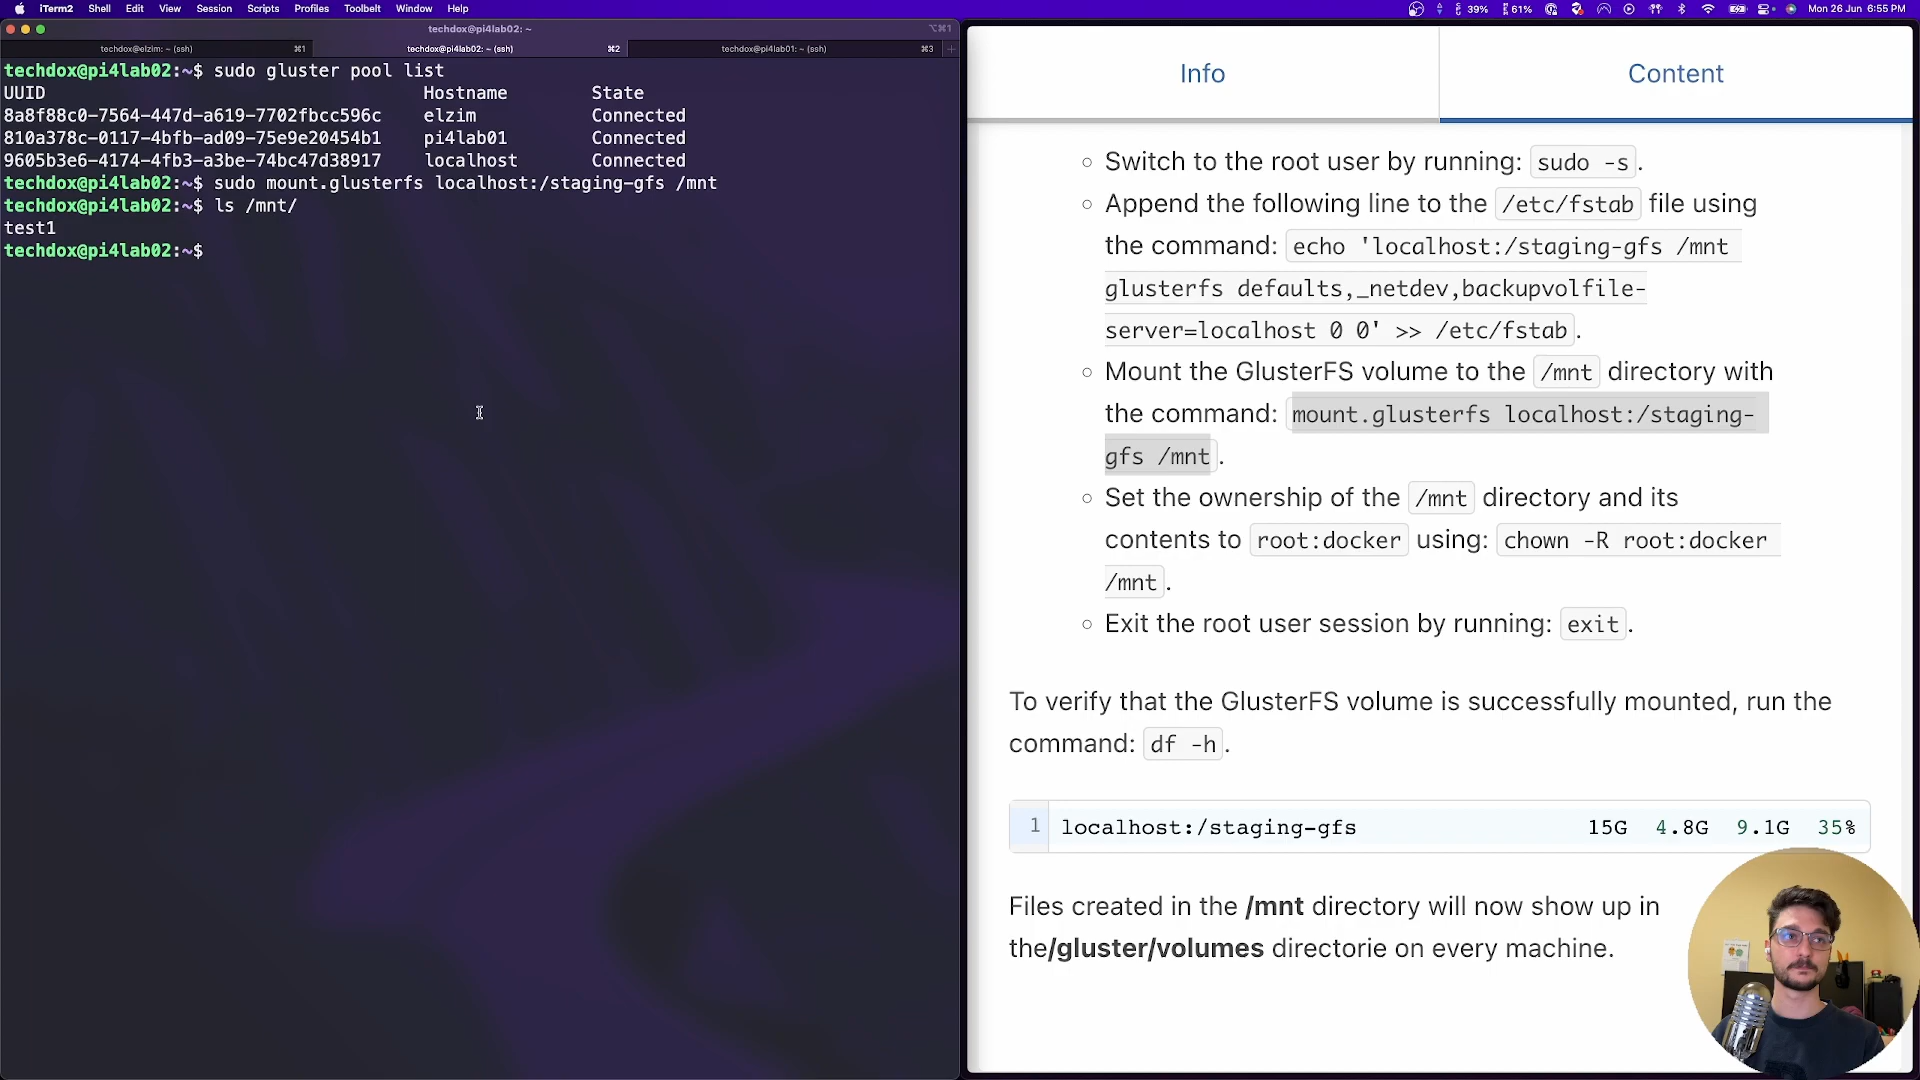 iTerm2 Shell Edit View Session Scripts Profiles Toolbelt Window Help 39% 61% Mon 26 Jun 6:55 PM
techdox@pi4lab02: ~ ⌥⌘1
techdox@elzim: ~ (ssh) ⌘1 techdox@pi4lab02: ~ (ssh) ⌘2 techdox@pi4lab01: ~ (ssh) ⌘3 +
techdox@pi4lab02:~$ sudo gluster pool list
UUID Hostname State
8a8f88c0-7564-447d-a619-7702fbcc596c elzim Connected
810a378c-0117-4bfb-ad09-75e9e20454b1 pi4lab01 Connected
9605b3e6-4174-4fb3-a3be-74bc47d38917 localhost Connected
techdox@pi4lab02:~$ sudo mount.glusterfs localhost:/staging-gfs /mnt
techdox@pi4lab02:~$ ls /mnt/
test1
techdox@pi4lab02:~$
Info Content
Switch to the root user by running: sudo -s.
Append the following line to the /etc/fstab file using
the command: echo 'localhost:/staging-gfs /mnt
glusterfs defaults,_netdev,backupvolfile-
server=localhost 0 0' >> /etc/fstab.
Mount the GlusterFS volume to the /mnt directory with
the command: mount.glusterfs localhost:/staging-
gfs /mnt.
Set the ownership of the /mnt directory and its
contents to root:docker using: chown -R root:docker
/mnt.
Exit the root user session by running: exit.
To verify that the GlusterFS volume is successfully mounted, run the
command: df -h.
1 localhost:/staging-gfs 15G 4.8G 9.1G 35%
Files created in the /mnt directory will now show up in
the/gluster/volumes directorie on every machine.